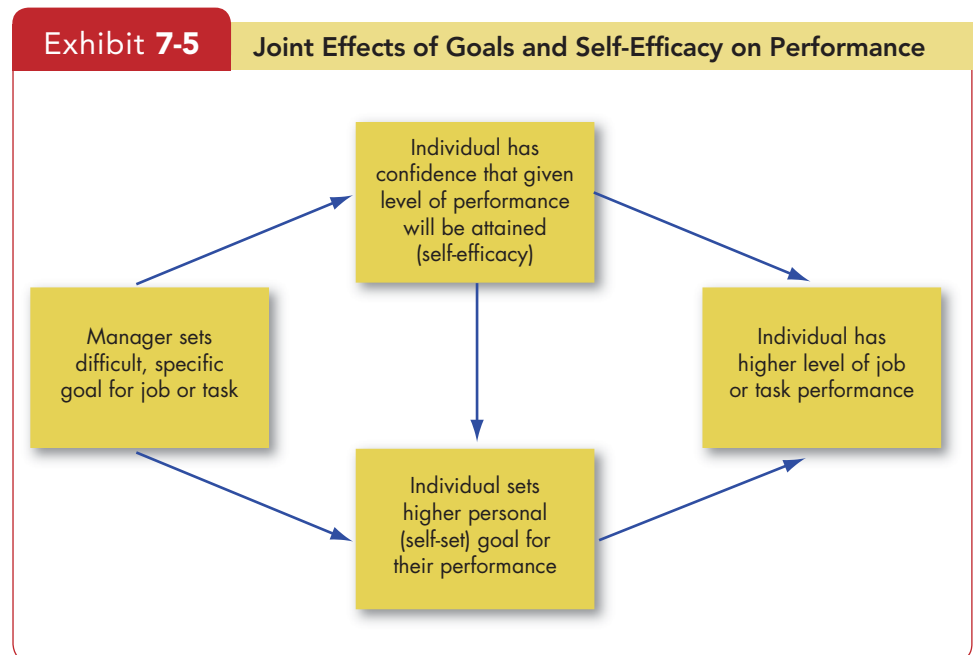 Exhibit 7-5
Joint Effects of Goals and Self-Efficacy on Performance
Individual has
confidence that given
level of performance
will be attained
(self-efficacy)
Manager sets
difficult, specific
goal for job or task
Individual has
higher level of job
or task performance
Individual sets
higher personal
(self-set) goal for
their performance